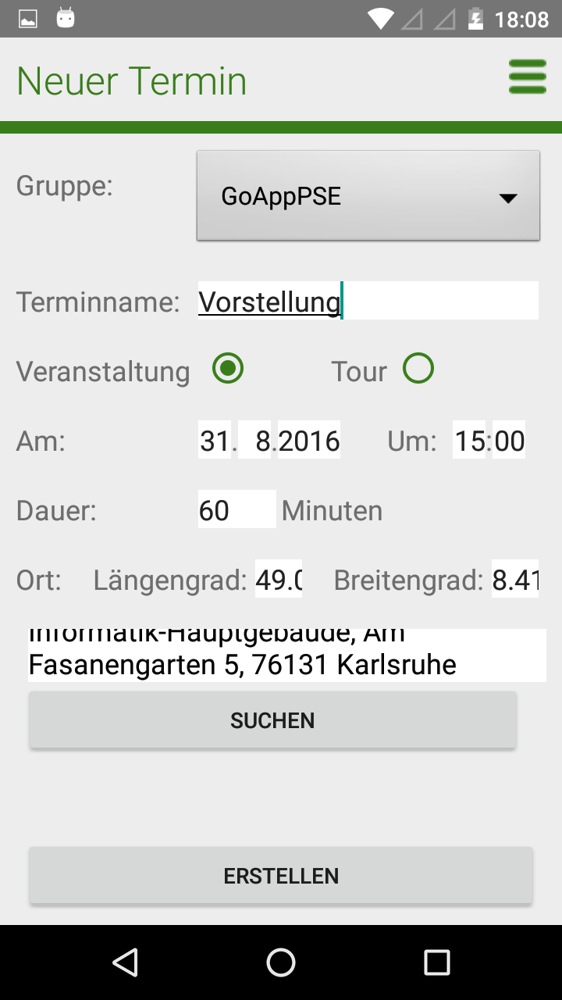 18:08
Neuer Termin
Gruppe: GoAppPSE
Terminname: Vorstellung
Veranstaltung Tour
Am: 31. 8.2016 Um: 15:00
Dauer: 60 Minuten
Ort: Längengrad: 49.0 Breitengrad: 8.41
Informatik-Hauptgebäude, Am
Fasanengarten 5, 76131 Karlsruhe
SUCHEN
ERSTELLEN